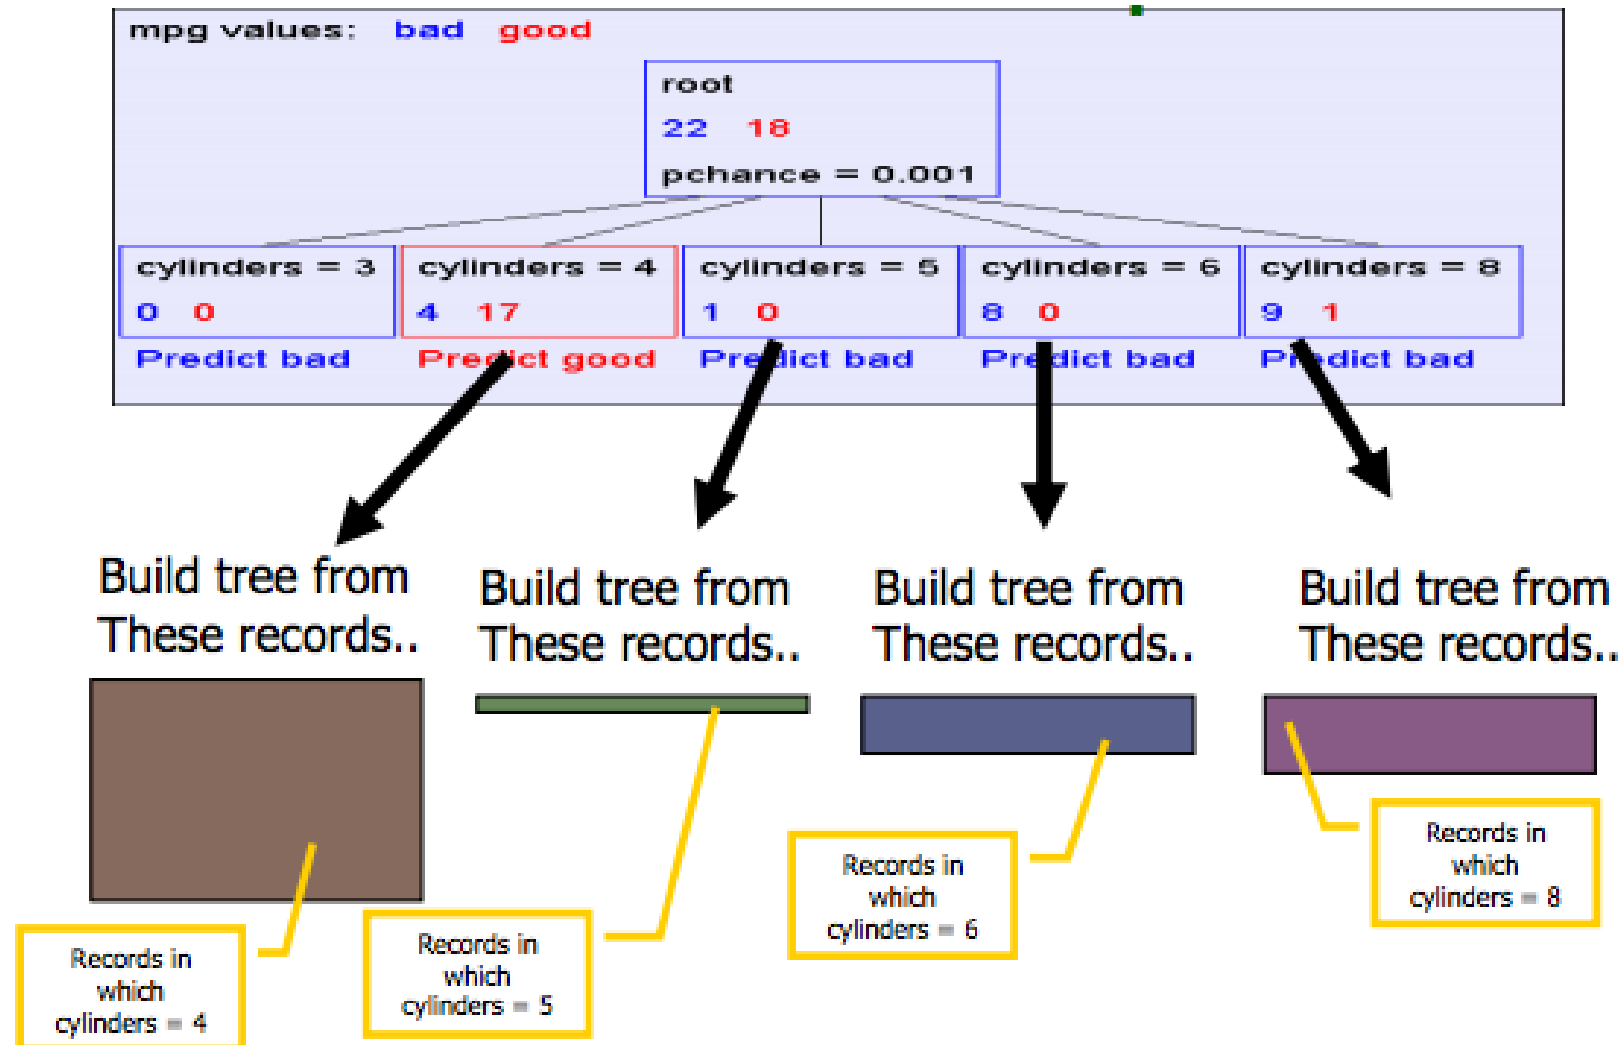 mpg values: bad good
root
22 18
pchance = 0.001
cylinders = 3
0 0
Predict bad
cylinders = 4
4 17
Predict good
cylinders = 5
1 0
Predict bad
cylinders = 6
8 0
Predict bad
cylinders = 8
9 1
Predict bad
Build tree from
These records..
Build tree from
These records..
Build tree from
These records..
Build tree from
These records..
Records in
which
cylinders = 4
Records in
which
cylinders = 5
Records in
which
cylinders = 6
Records in
which
cylinders = 8